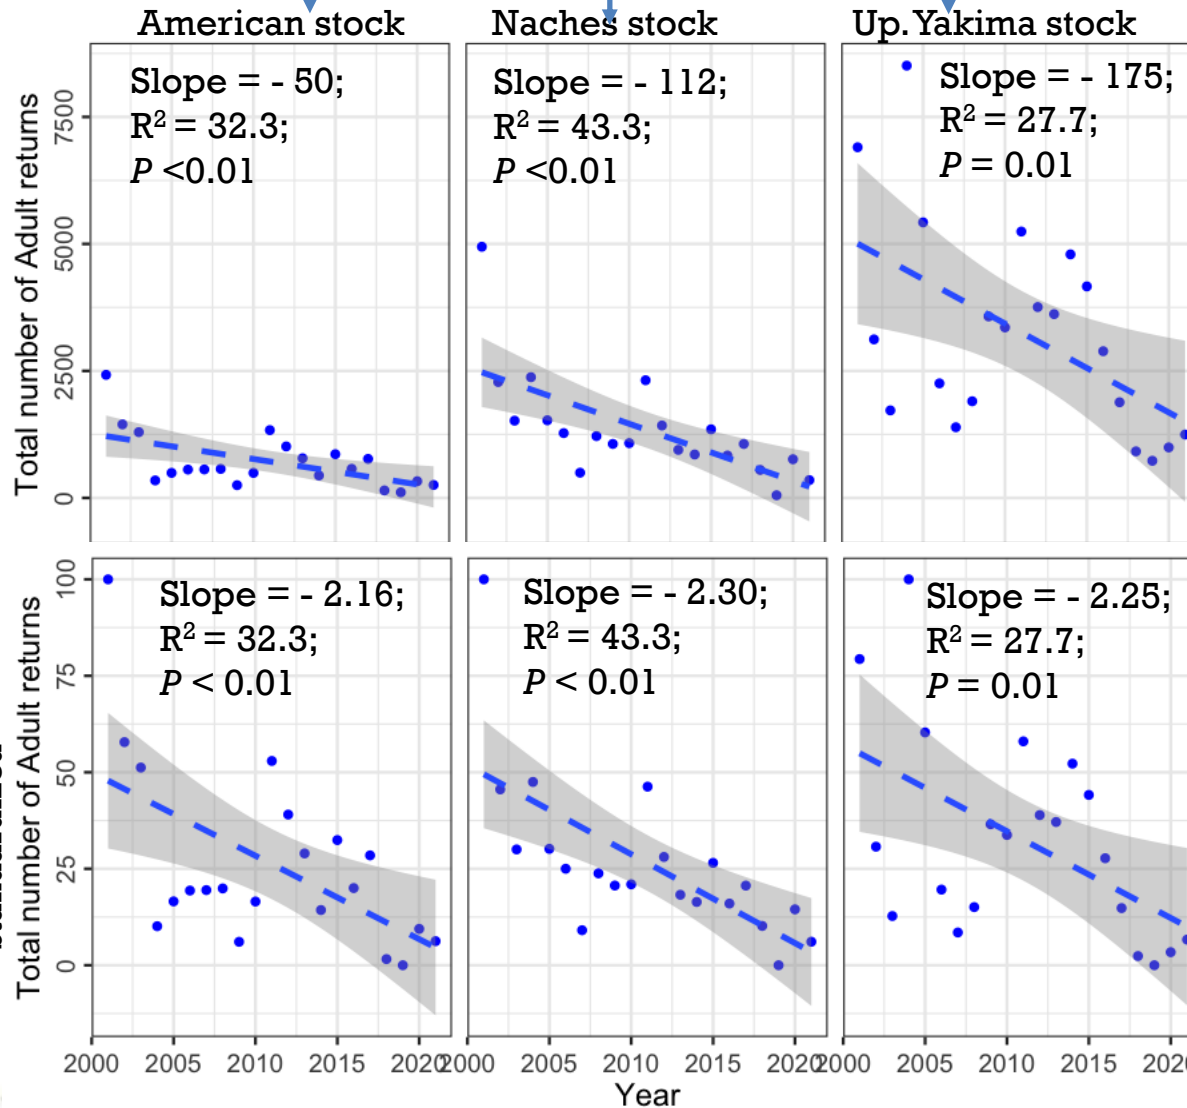 American stock
Naches stock
Up. Yakima stock
Total number of Adult returns
7500
5000
2500
0
Slope = - 50;
R² = 32.3;
P <0.01
Slope = - 112;
R² = 43.3;
P <0.01
Slope = - 175;
R² = 27.7;
P = 0.01
Total number of Adult returns
100
75
50
25
0
Slope = - 2.16;
R² = 32.3;
P < 0.01
Slope = - 2.30;
R² = 43.3;
P < 0.01
Slope = - 2.25;
R² = 27.7;
P = 0.01
2000 2005 2010 2015 2020
2000 2005 2010 2015 2020
2000 2005 2010 2015
Year